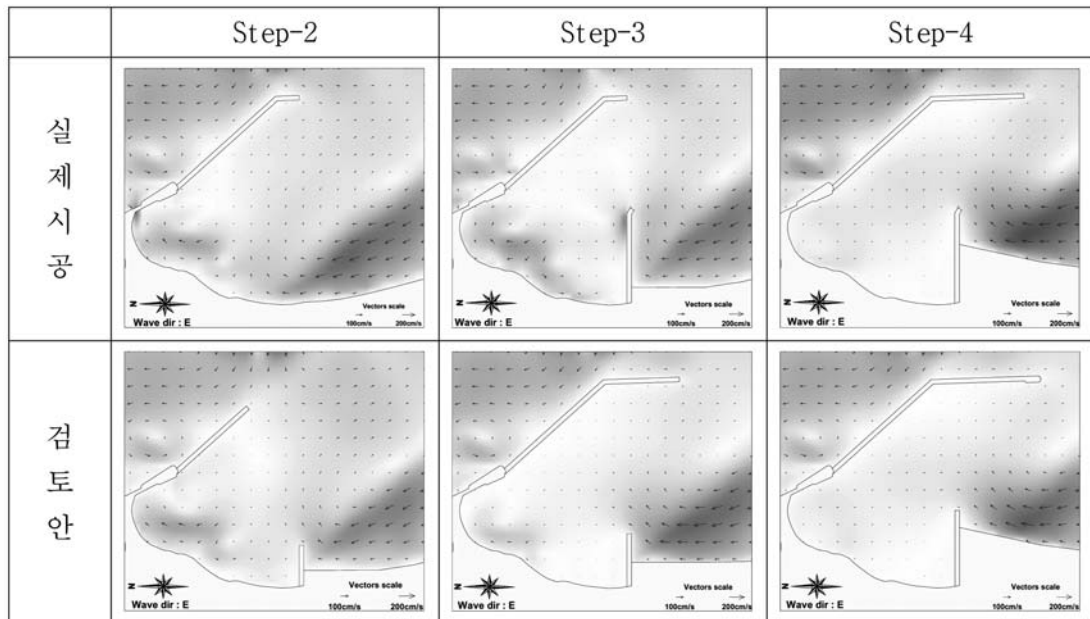 Step-2
Step-3
Step-4
실제시공
N
Wave dir : E
Vectors scale
100cm/s
200cm/s
N
Wave dir : E
Vectors scale
100cm/s
200cm/s
N
Wave dir : E
Vectors scale
100cm/s
200cm/s
검토안
N
Wave dir : E
Vectors scale
100cm/s
200cm/s
N
Wave dir : E
Vectors scale
100cm/s
200cm/s
N
Wave dir : E
Vectors scale
100cm/s
200cm/s